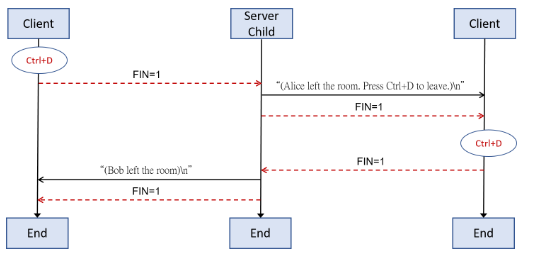 Client
Server
Child
Client
Ctrl+D
FIN=1
“(Alice left the room. Press Ctrl+D to leave.)\n”
FIN=1
Ctrl+D
FIN=1
“(Bob left the room)\n”
FIN=1
End
End
End